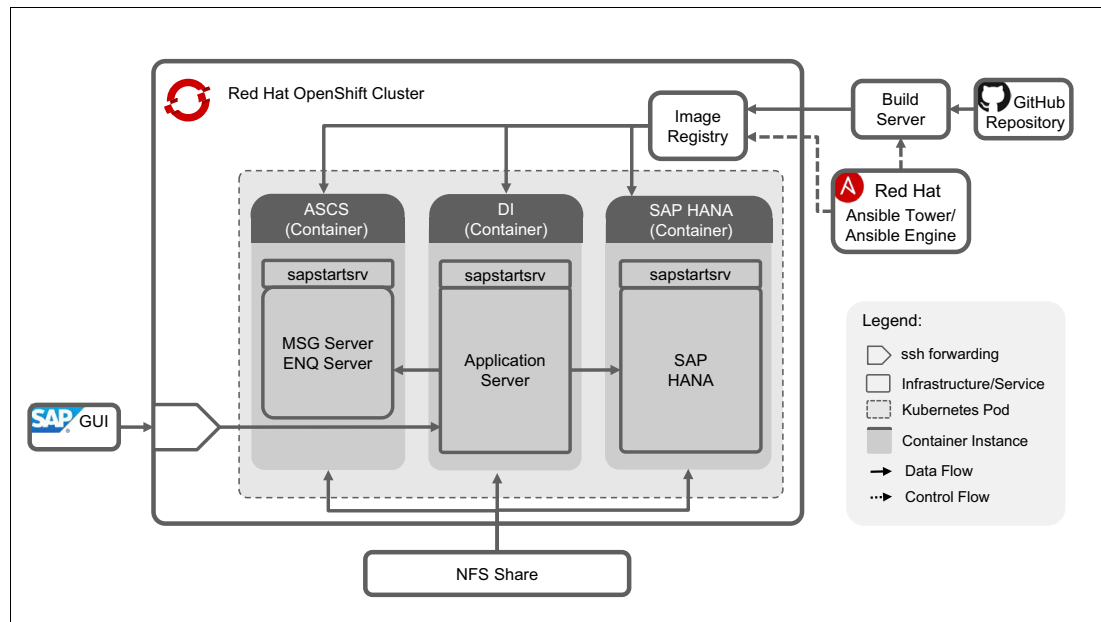 Red Hat OpenShift Cluster
Image
Registry
Build
Server
GitHub
Repository
Red Hat
Ansible Tower/
Ansible Engine
ASCS
(Container)
DI
(Container)
SAP HANA
(Container)
sapstartsrv
sapstartsrv
sapstartsrv
MSG Server
ENQ Server
Application
Server
SAP
HANA
SAP GUI
NFS Share
Legend:
ssh forwarding
Infrastructure/Service
Kubernetes Pod
Container Instance
Data Flow
Control Flow